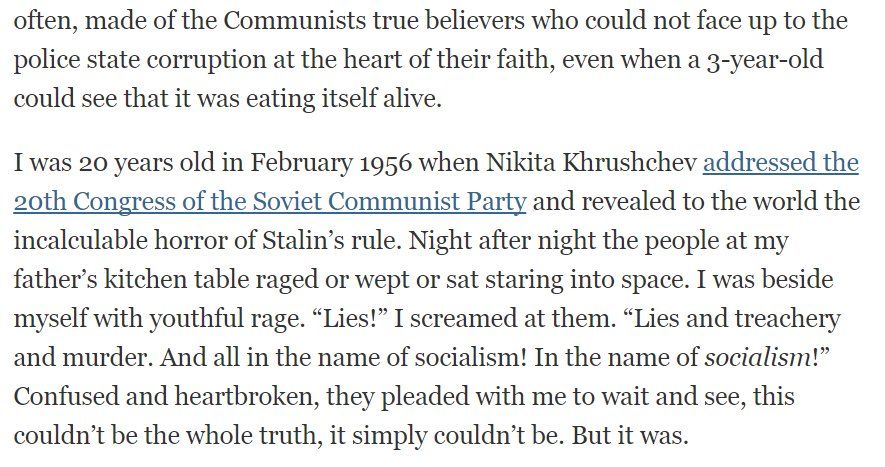 often, made of the Communists true believers who could not face up to the
police state corruption at the heart of their faith, even when a 3-year-old
could see that it was eating itself alive.
I was 20 years old in February 1956 when Nikita Khrushchev addressed the
20th Congress of the Soviet Communist Party and revealed to the world the
incalculable horror of Stalin’s rule. Night after night the people at my
father’s kitchen table raged or wept or sat staring into space. I was beside
myself with youthful rage. “Lies!” I screamed at them. “Lies and treachery
and murder. And all in the name of socialism! In the name of socialism!”
Confused and heartbroken, they pleaded with me to wait and see, this
couldn’t be the whole truth, it simply couldn’t be. But it was.